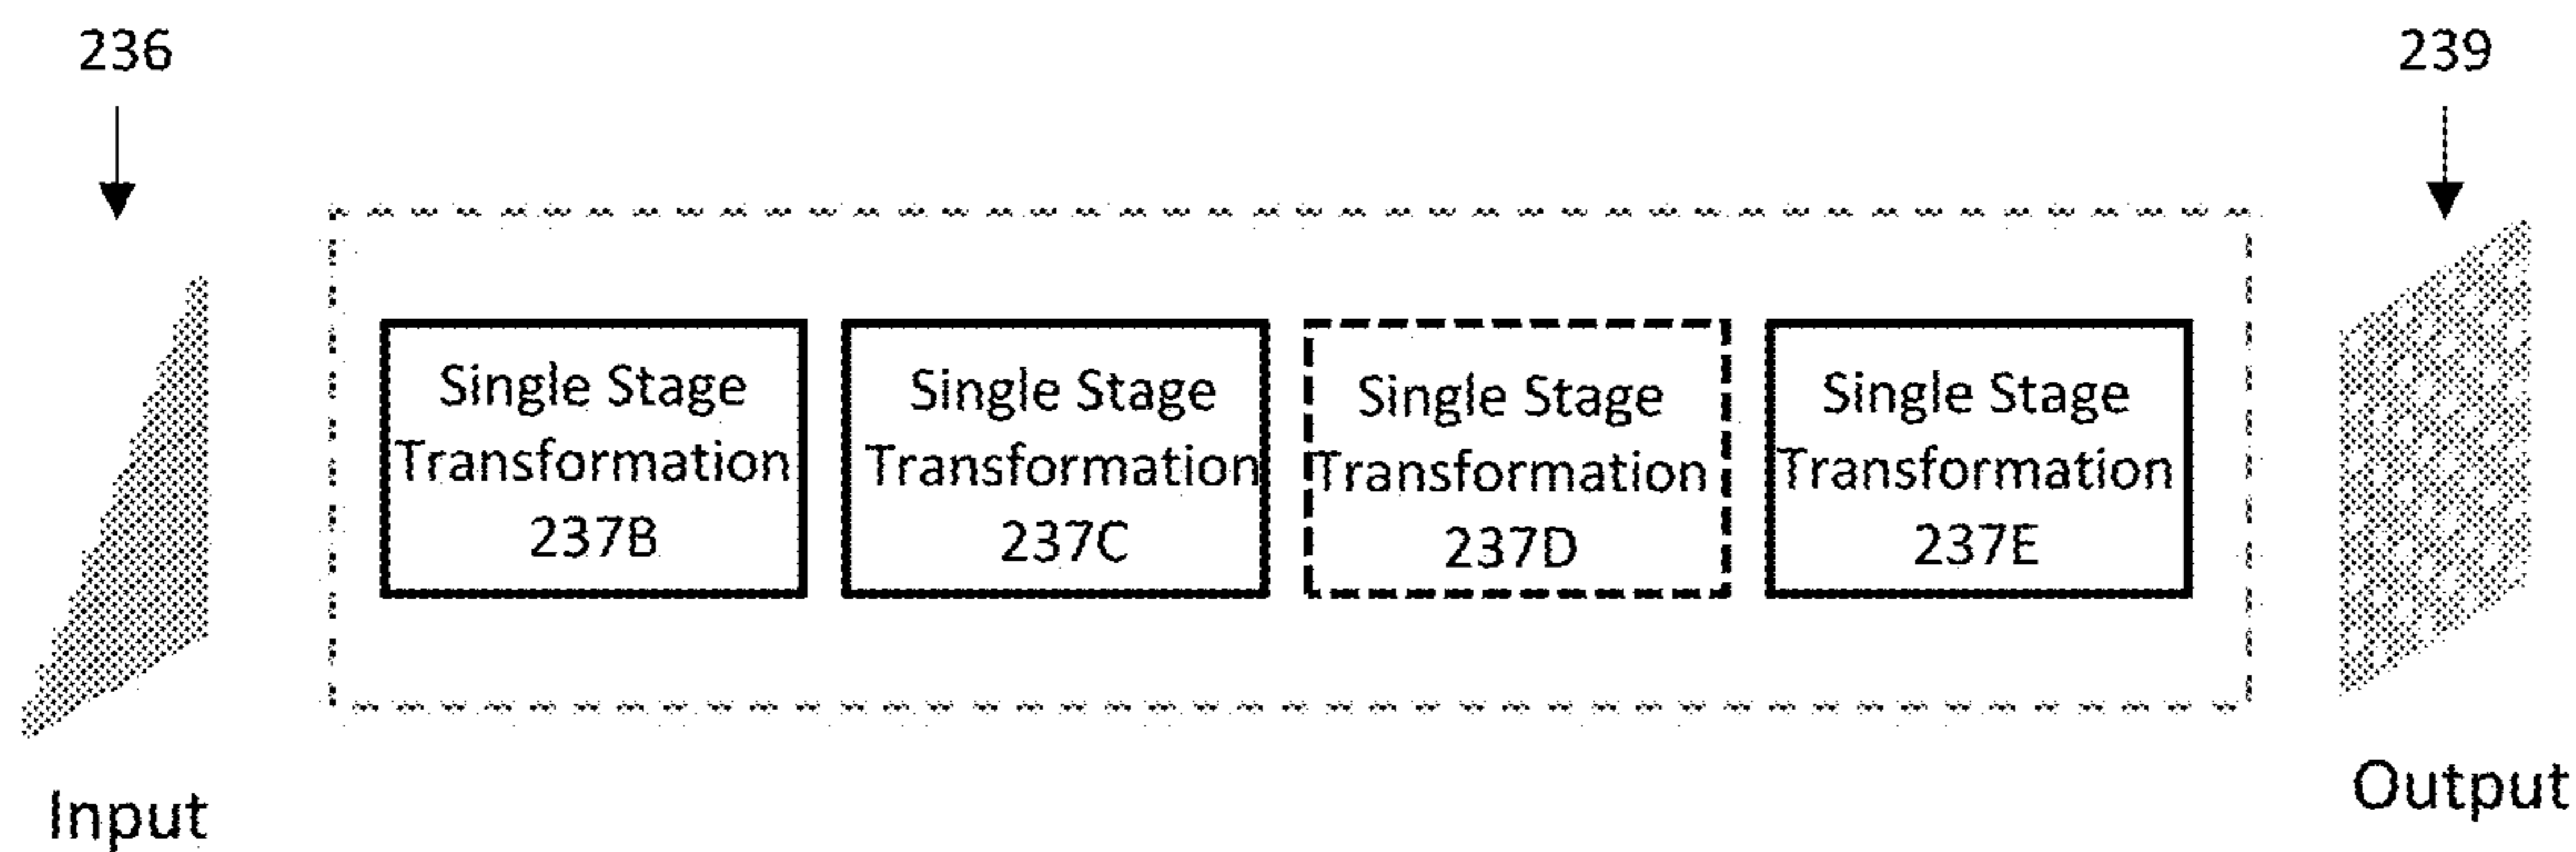 236
239
Single Stage
Transformation
237B
Single Stage
Transformation
237C
Single Stage
Transformation
237D
Single Stage
Transformation
237E
Input
Output